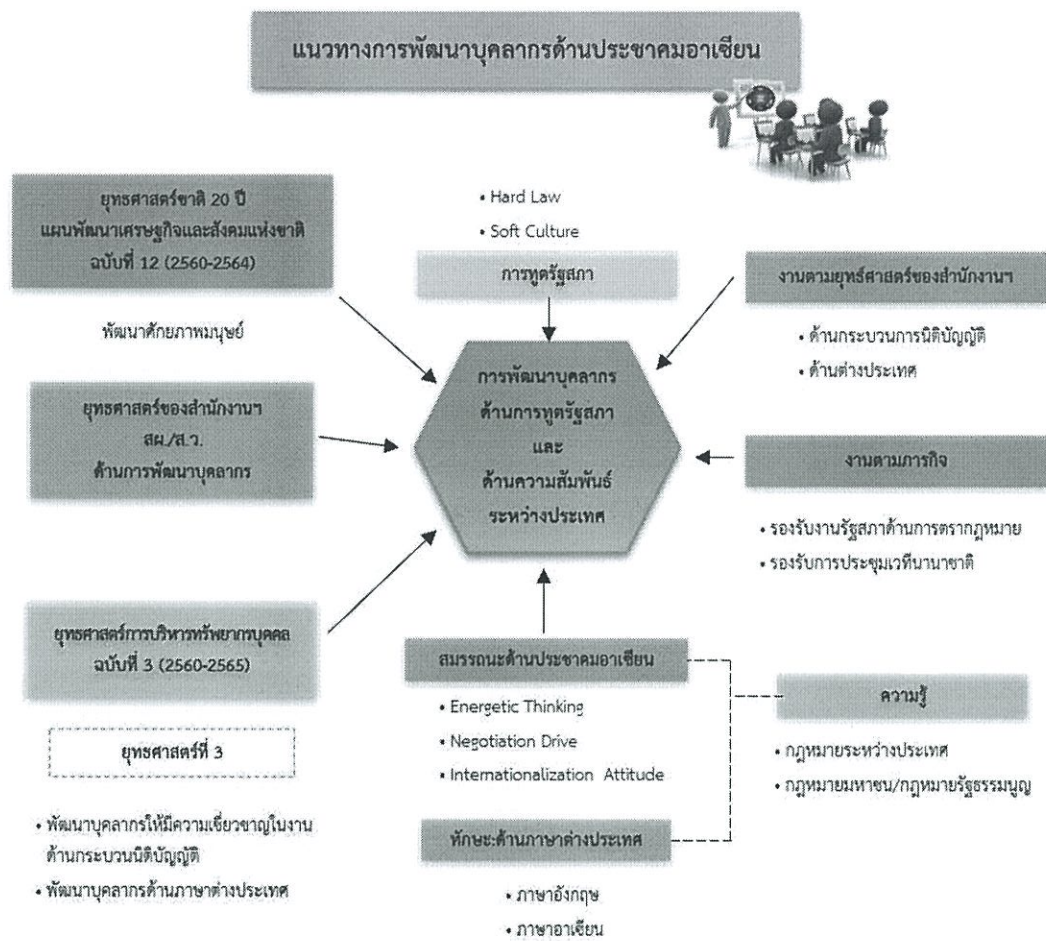 แนวทางการพัฒนาบุคลากรด้านประชาคมอาเซียน
ยุทธศาสตร์ชาติ 20 ปี
แผนพัฒนาเศรษฐกิจและสังคมแห่งชาติ
ฉบับที่ 12 (2560-2564)
พัฒนาศักยภาพมนุษย์
• Hard Law
• Soft Culture
การทูตรัฐสภา
งานตามยุทธ์ศาสตร์ของสำนักงานฯ
• ด้านกระบวนการนิติบัญญัติ
• ด้านต่างประเทศ
ยุทธศาสตร์ของสำนักงานฯ
สผ./ส.ว.
ด้านการพัฒนาบุคลากร
การพัฒนาบุคลากร
ด้านการทูตรัฐสภา
และ
ด้านความสัมพันธ์
ระหว่างประเทศ
งานตามภารกิจ
• รองรับงานรัฐสภาด้านการตรากฎหมาย
• รองรับการประชุมเวทีนานาชาติ
ยุทธศาสตร์การบริหารทรัพยากรบุคคล
ฉบับที่ 3 (2560-2565)
ยุทธศาสตร์ที่ 3
• พัฒนาบุคลากรให้มีความเชี่ยวชาญในงาน
ด้านกระบวนนิติบัญญัติ
• พัฒนาบุคลากรด้านภาษาต่างประเทศ
สมรรถนะด้านประชาคมอาเซียน
• Energetic Thinking
• Negotiation Drive
• Internationalization Attitude
ทักษะ:ด้านภาษาต่างประเทศ
• ภาษาอังกฤษ
• ภาษาอาเซียน
ความรู้
• กฎหมายระหว่างประเทศ
• กฎหมายมหาชน/กฎหมายรัฐธรรมนูญ